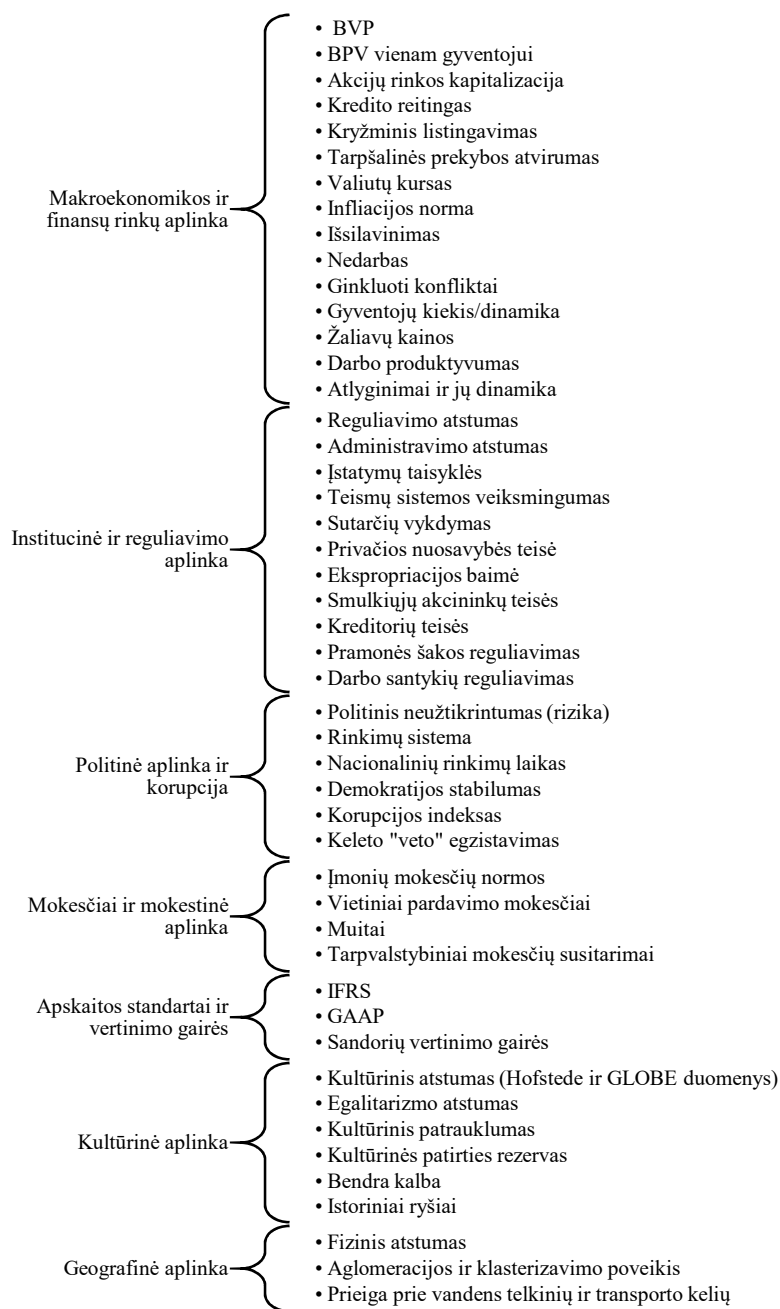 Makroekonomikos ir
finansų rinkų aplinka
• BVP
• BPV vienam gyventojui
• Akcijų rinkos kapitalizacija
• Kredito reitingas
• Kryžminis listingavimas
• Tarpšalinės prekybos atvirumas
• Valiutų kursas
• Infliacijos norma
• Išsilavinimas
• Nedarbas
• Ginkluoti konfliktai
• Gyventojų kiekis/dinamika
• Žaliavų kainos
• Darbo produktyvumas
• Atlyginimai ir jų dinamika
Institucinė ir reguliavimo
aplinka
• Reguliavimo atstumas
• Administravimo atstumas
• Įstatymų taisyklės
• Teismų sistemos veiksmingumas
• Sutarčių vykdymas
• Privačios nuosavybės teisė
• Ekspropriacijos baimė
• Smulkiųjų akcininkų teisės
• Kreditorių teisės
• Pramonės šakos reguliavimas
• Darbo santykių reguliavimas
Politinė aplinka ir
korupcija
• Politinis neužtikrintumas (rizika)
• Rinkimų sistema
• Nacionalinių rinkimų laikas
• Demokratijos stabilumas
• Korupcijos indeksas
• Keleto "veto" egzistavimas
Mokesčiai ir mokestinė
aplinka
• Įmonių mokesčių normos
• Vietiniai pardavimo mokesčiai
• Muitai
• Tarpvalstybiniai mokesčių susitarimai
Apskaitos standartai ir
vertinimo gairės
• IFRS
• GAAP
• Sandorių vertinimo gairės
Kultūrinė aplinka
• Kultūrinis atstumas (Hofstede ir GLOBE duomenys)
• Egalitarizmo atstumas
• Kultūrinis patrauklumas
• Kultūrinės patirties rezervas
• Bendra kalba
• Istoriniai ryšiai
Geografinė aplinka
• Fizinis atstumas
• Aglomeracijos ir klasterizavimo poveikis
• Prieiga prie vandens telkinių ir transporto kelių